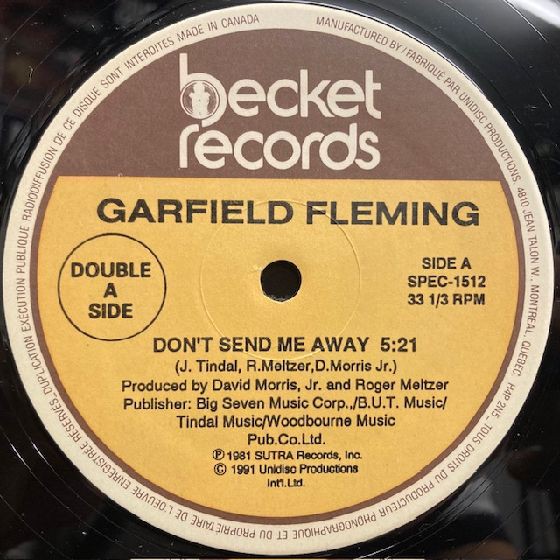 becket
records
GARFIELD FLEMING
DOUBLE
A
SIDE
SIDE A
SPEC-1512
33 1/3 RPM
DON'T SEND ME AWAY 5:21
(J. Tindal, R.Meltzer,D.Morris Jr.)
Produced by David Morris, Jr. and Roger Meltzer
Publisher: Big Seven Music Corp.,/B.U.T. Music/
Tindal Music/Woodbourne Music
Pub.Co.Ltd.
℗ 1981 SUTRA Records, Inc.
© 1991 Unidisc Productions
Int'l.Ltd.
MANUFACTURED BY / FABRIQUÉ PAR UNIDISC PRODUCTIONS, 4810 JEAN TALON W. - MONTREAL, QUEBEC, H4P 2N5 - TOUS DROITS DU PRODUCTEUR PHONOGRAPHIQUE ET DU PROPRIÉTAIRE DE L'OEUVRE ENREGISTRÉE RÉSERVÉS. DUPLICATION EXÉCUTION PUBLIQUE RADIODIFFUSION DE CE DISQUE SONT INTERDITES MADE IN CANADA